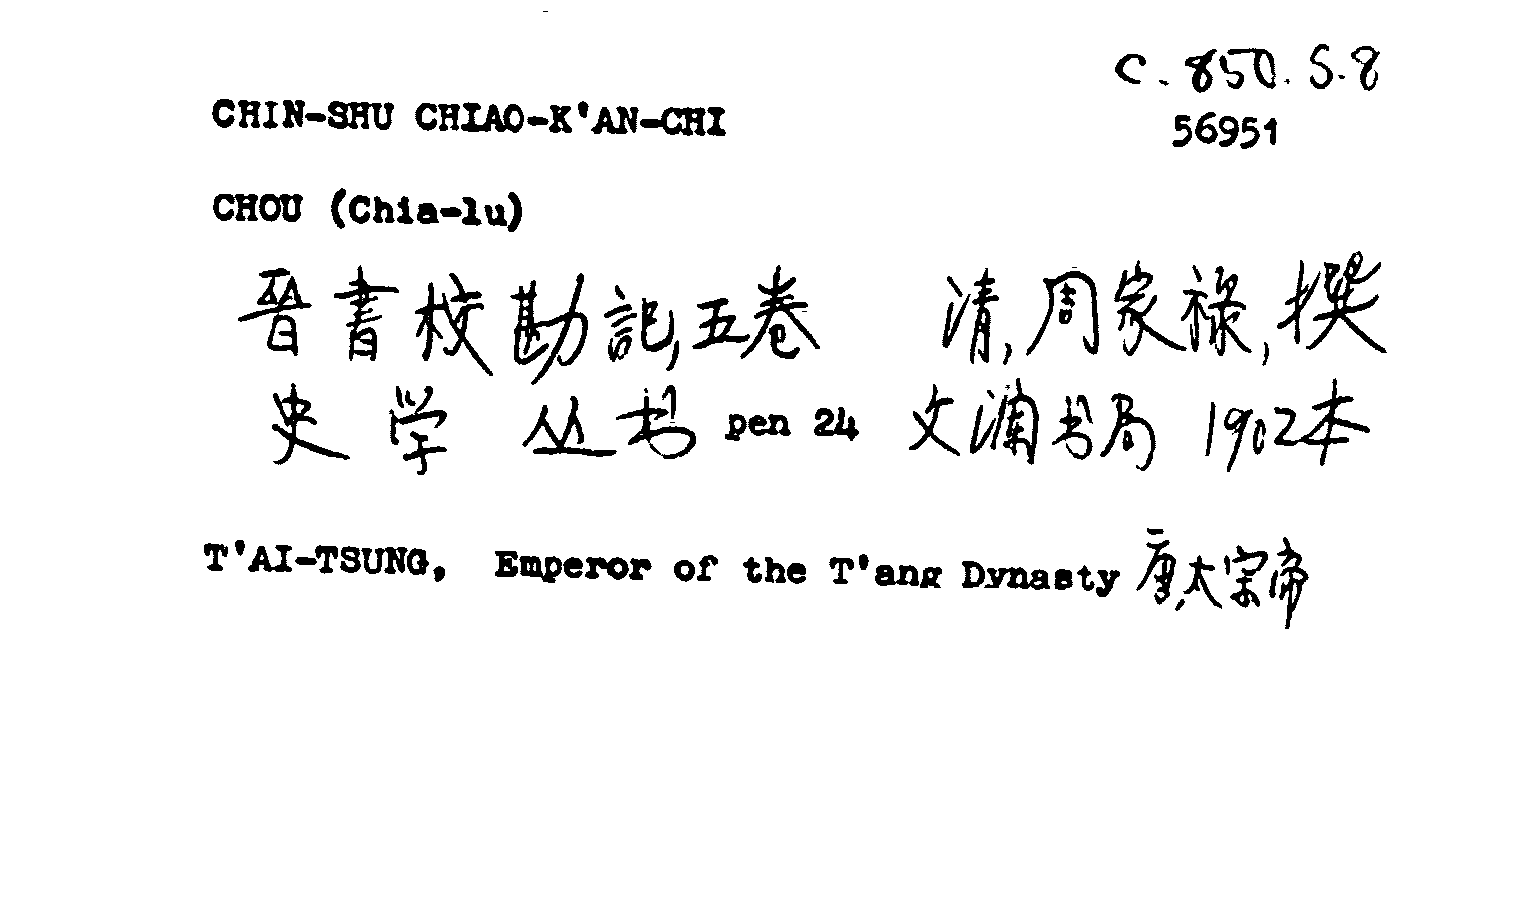 C. 850. S. 8
CHIN-SHU CHIAO-K'AN-CHI
56951
CHOU (Chia-lu)
晉書校勘記,五卷 清,周家祿,撰
史学丛书 pen 24 文瀾书局 1902本
T'AI-TSUNG, Emperor of the T'ang Dynasty 唐,太宗帝